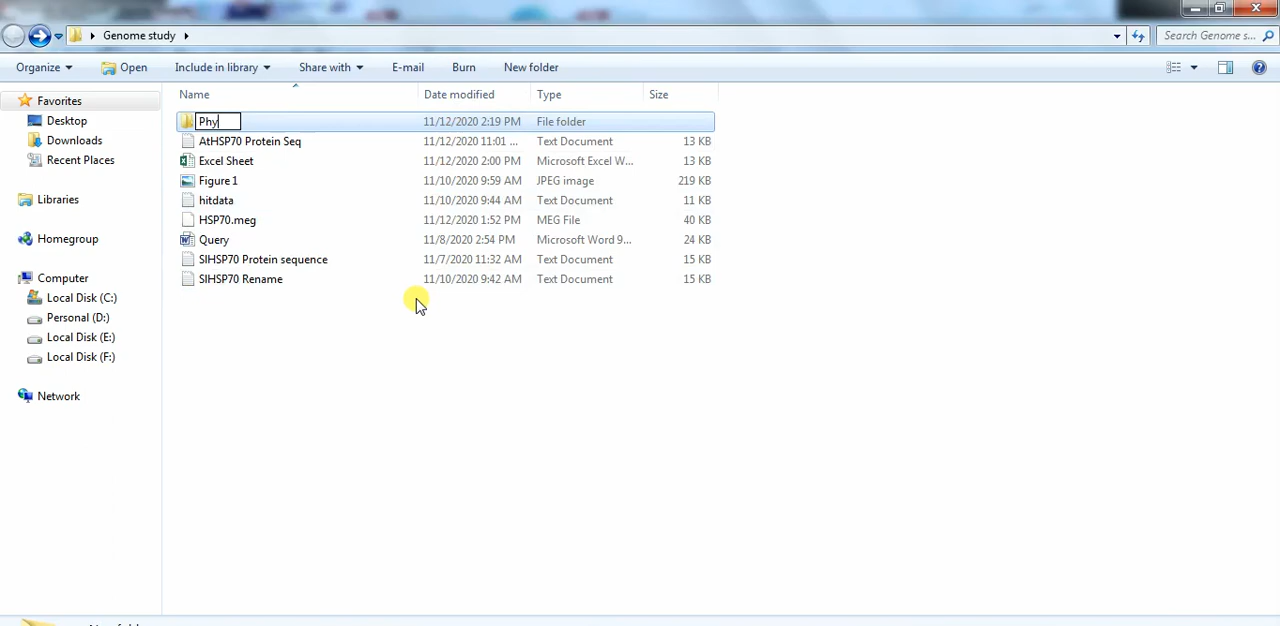 Genome study
Search Genome s...
Organize Open Include in library Share with E-mail Burn New folder
Name Date modified Type Size
Favorites
Desktop
Downloads
Recent Places
Libraries
Homegroup
Computer
Local Disk (C:)
Personal (D:)
Local Disk (E:)
Local Disk (F:)
Network
Phy 11/12/2020 2:19 PM File folder
AtHSP70 Protein Seq 11/12/2020 11:01 ... Text Document 13 KB
Excel Sheet 11/12/2020 2:00 PM Microsoft Excel W... 13 KB
Figure 1 11/10/2020 9:59 AM JPEG image 219 KB
hitdata 11/10/2020 9:44 AM Text Document 11 KB
HSP70.meg 11/12/2020 1:52 PM MEG File 40 KB
Query 11/8/2020 2:54 PM Microsoft Word 9... 24 KB
SlHSP70 Protein sequence 11/7/2020 11:32 AM Text Document 15 KB
SlHSP70 Rename 11/10/2020 9:42 AM Text Document 15 KB